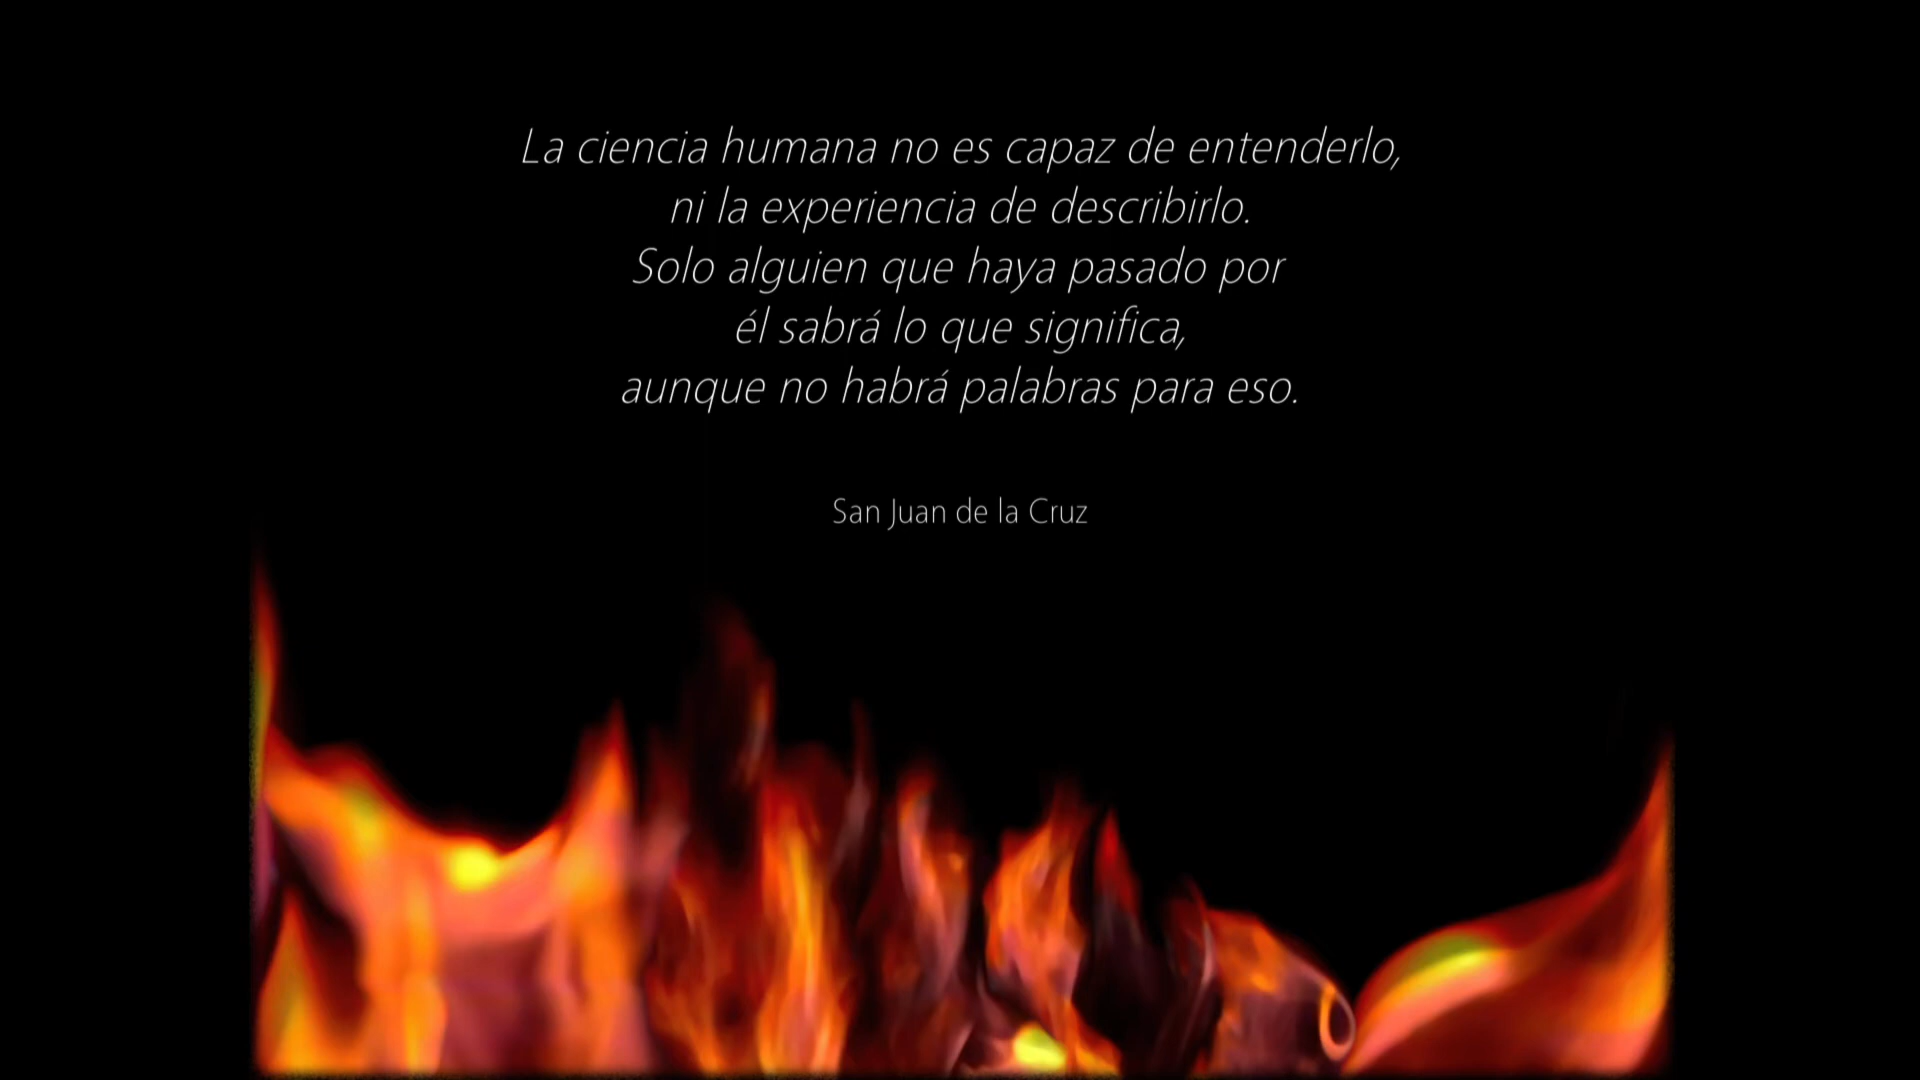 La ciencia humana no es capaz de entenderlo,
ni la experiencia de describirlo.
Solo alguien que haya pasado por
él sabrá lo que significa,
aunque no habrá palabras para eso.
San Juan de la Cruz